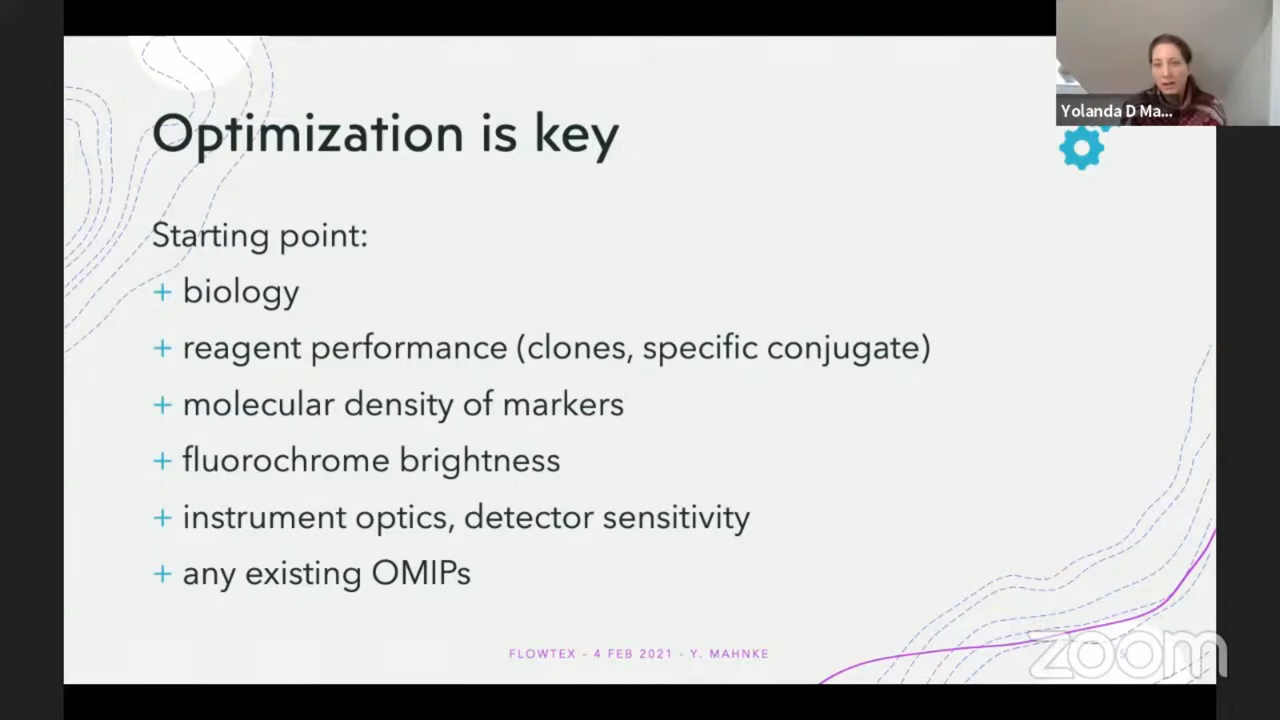 Yolanda D Ma...
Optimization is key
Starting point:
+ biology
+ reagent performance (clones, specific conjugate)
+ molecular density of markers
+ fluorochrome brightness
+ instrument optics, detector sensitivity
+ any existing OMIPs
FLOWTEX - 4 FEB 2021 - Y. MAHNKE
5
zoom